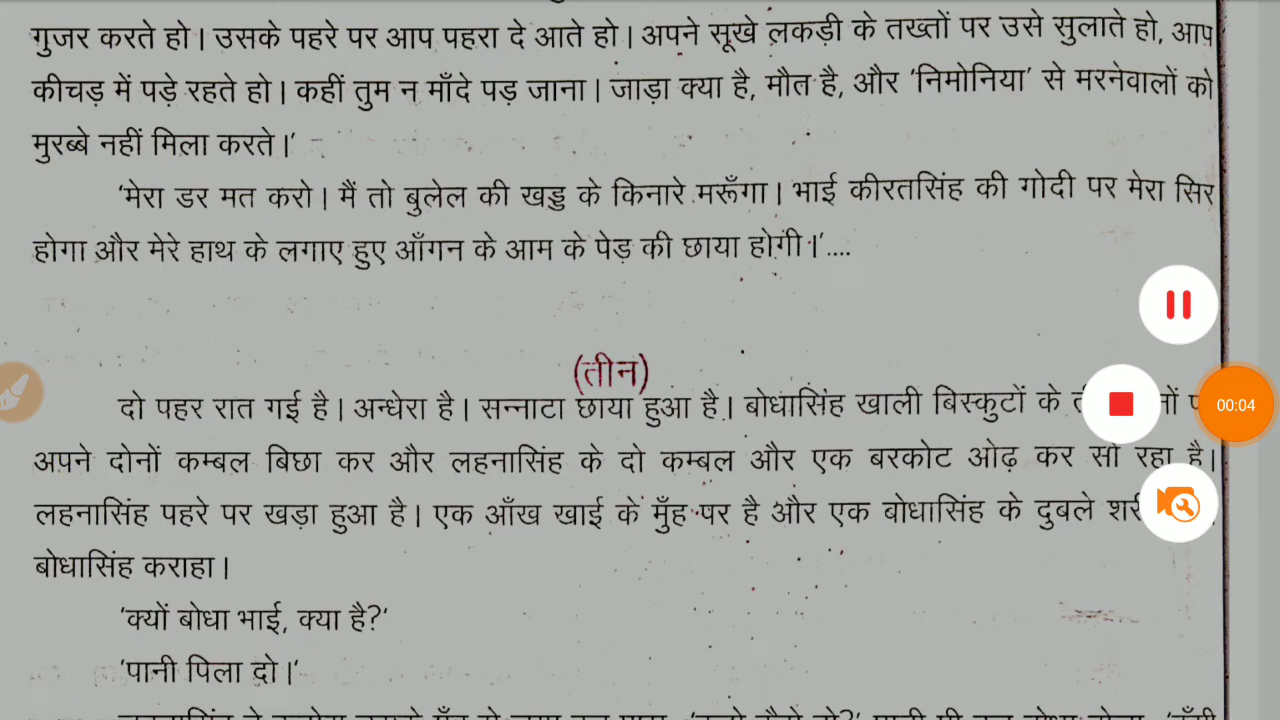 गुजर करते हो। उसके पहरे पर आप पहरा दे आते हो। अपने सूखे लकड़ी के तख्तों पर उसे सुलाते हो, आप
कीचड़ में पड़े रहते हो। कहीं तुम न माँदे पड़ जाना। जाड़ा क्या है, मौत है, और 'निमोनिया' से मरनेवालों को
मुरब्बे नहीं मिला करते।'
'मेरा डर मत करो। मैं तो बुलेल की खड्ड के किनारे मरूँगा। भाई कीरतसिंह की गोदी पर मेरा सिर
होगा और मेरे हाथ के लगाए हुए आँगन के आम के पेड़ की छाया होगी।'....
(तीन)
दो पहर रात गई है। अन्धेरा है। सन्नाटा छाया हुआ है। बोधासिंह खाली बिस्कुटों के
अपने दोनों कम्बल बिछा कर और लहनासिंह के दो कम्बल और एक बरकोट ओढ़ कर सो रहा है।
लहनासिंह पहरे पर खड़ा हुआ है। एक आँख खाई के मुँह पर है और एक बोधासिंह के दुबले
बोधासिंह कराहा।
'क्यों बोधा भाई, क्या है?'
'पानी पिला दो।'
00:04